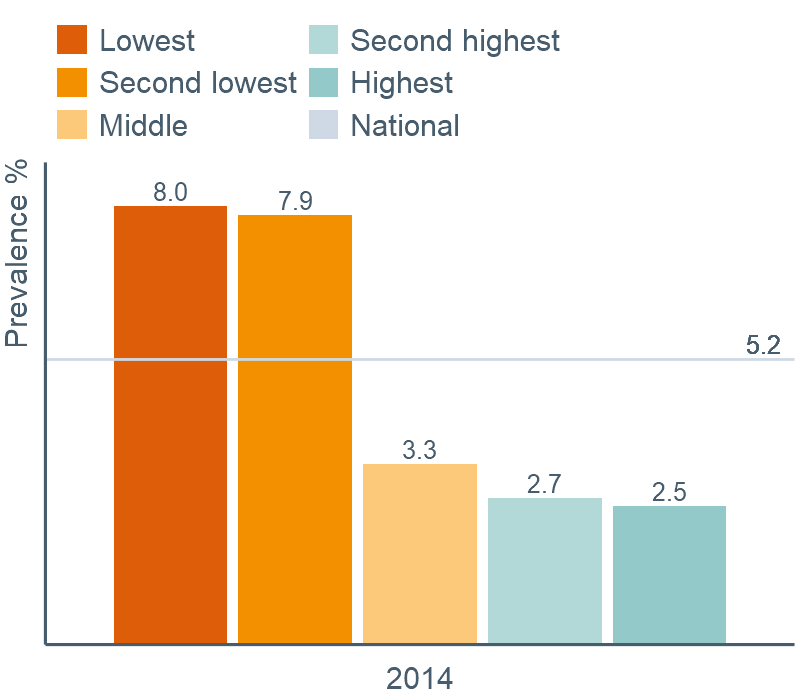 Lowest
Second highest
Second lowest
Highest
Middle
National
Prevalence %
8.0
7.9
5.2
3.3
2.7
2.5
2014